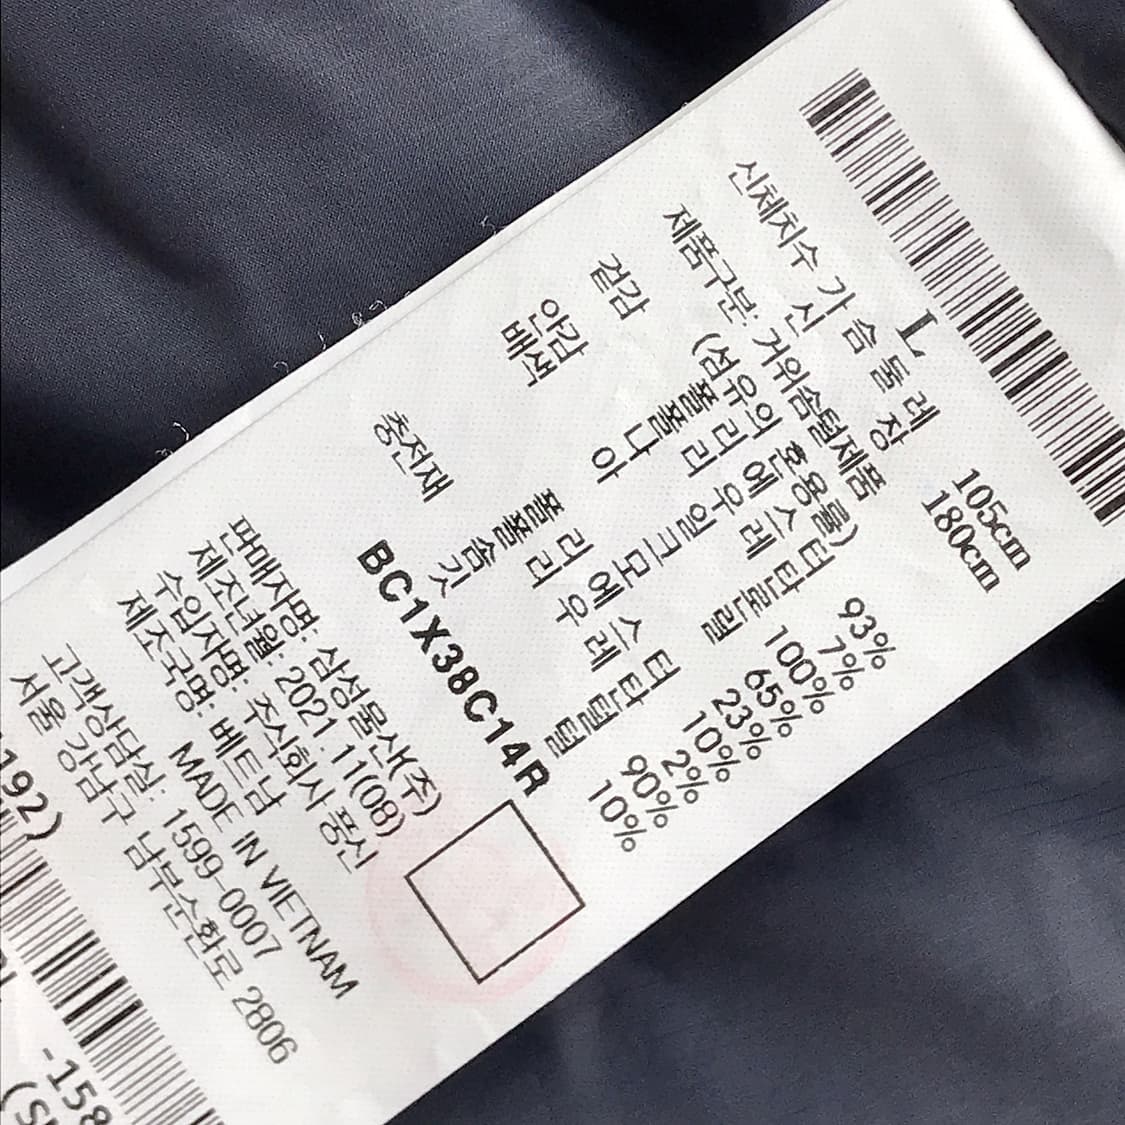 L
신체치수 가 슴 둘 레 105cm
신 장 180cm
제품구분: 거위솜털제품
(섬유의 혼용률)
겉감 폴 리 에 스 터 93%
폴 리 우 레 탄 7%
안감 나 일 론 100%
배색 아 크 릴 65%
모 23%
폴 리 에 스 터 10%
폴 리 우 레 탄 2%
충전재 솜 털 90%
깃 털 10%
BC1X38C14R
판매자명: 삼성물산(주)
제조년월: 2021.11(08)
수입자명: 주식회사 풍신
제조국명: 베트남
MADE IN VIETNAM
고객상담실: 1599-0007
서울 강남구 남부순환로 2806
192)
-158